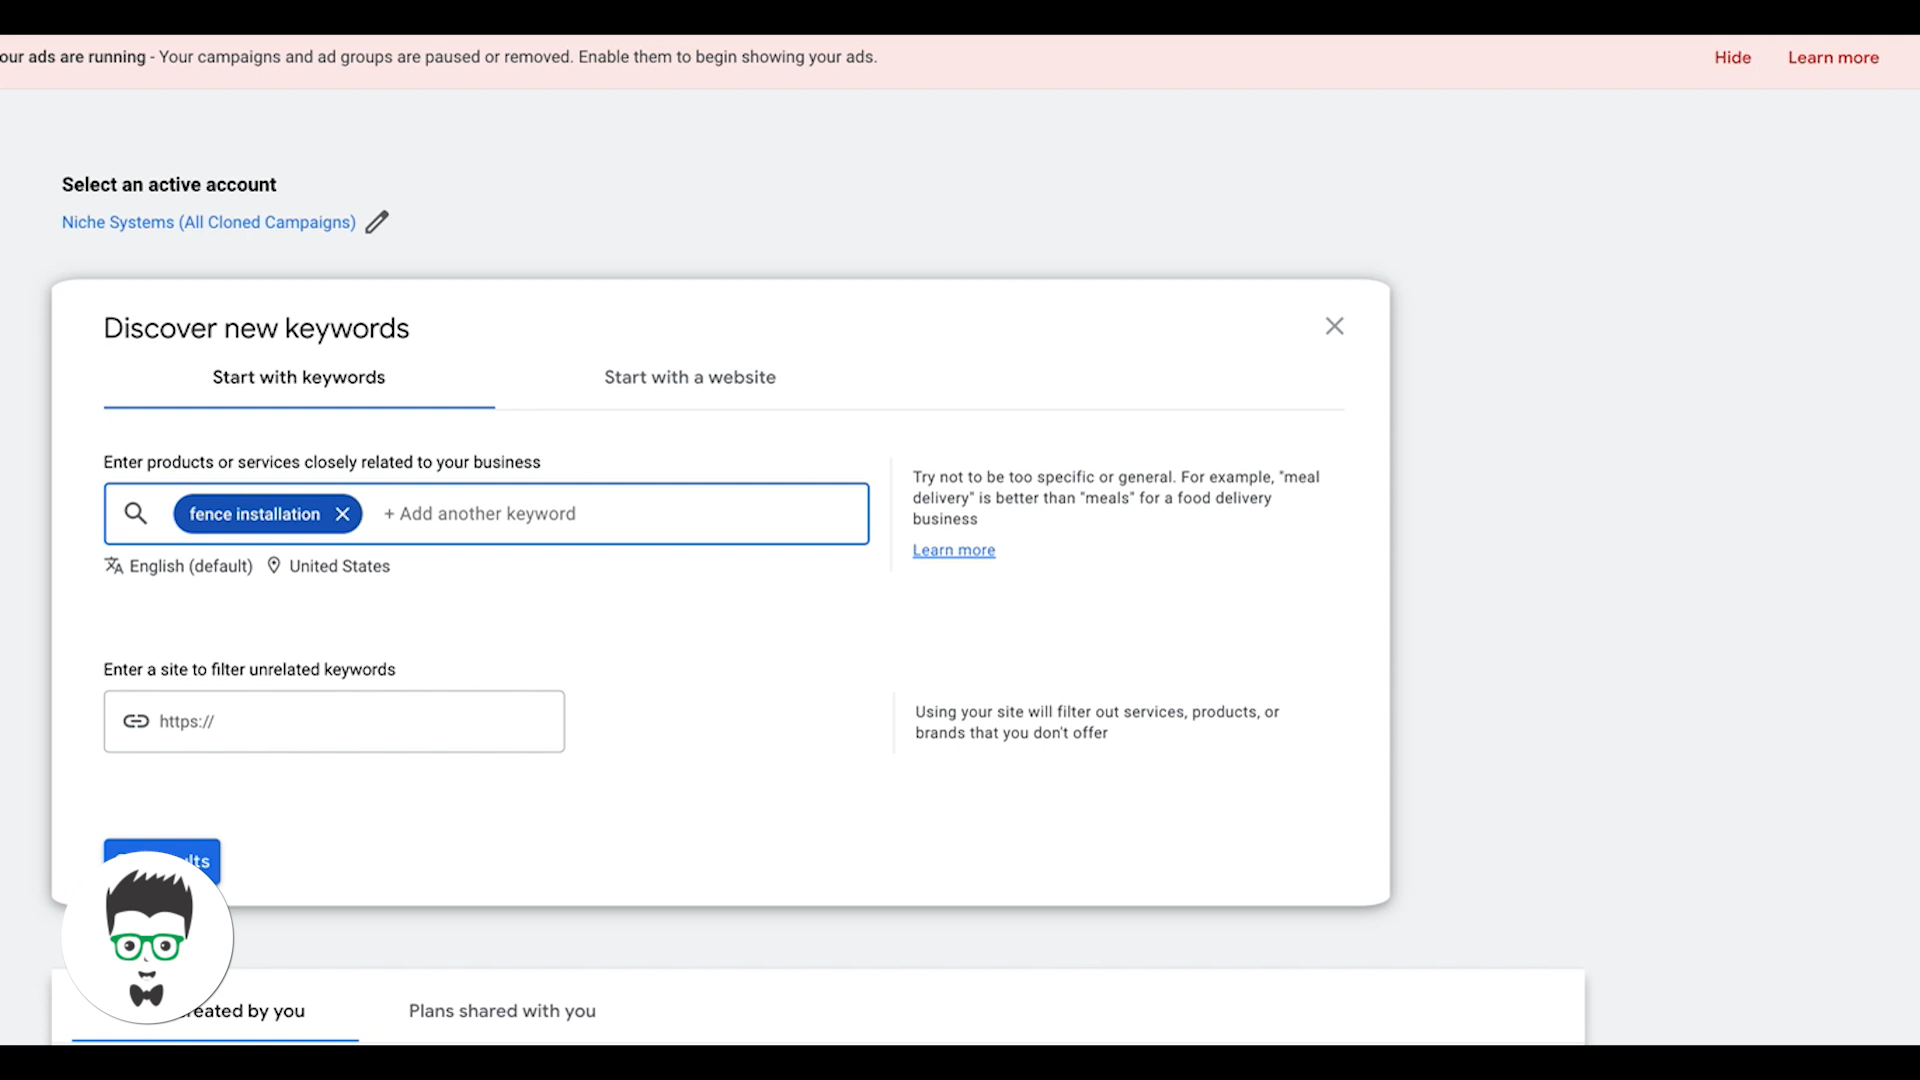 our ads are running - Your campaigns and ad groups are paused or removed. Enable them to begin showing your ads.
Hide
Learn more
Select an active account
Niche Systems (All Cloned Campaigns)
Discover new keywords
Start with keywords
Start with a website
Enter products or services closely related to your business
fence installation
+ Add another keyword
English (default)
United States
Try not to be too specific or general. For example, "meal
delivery" is better than "meals" for a food delivery
business
Learn more
Enter a site to filter unrelated keywords
https://
Using your site will filter out services, products, or
brands that you don't offer
by you
Plans shared with you